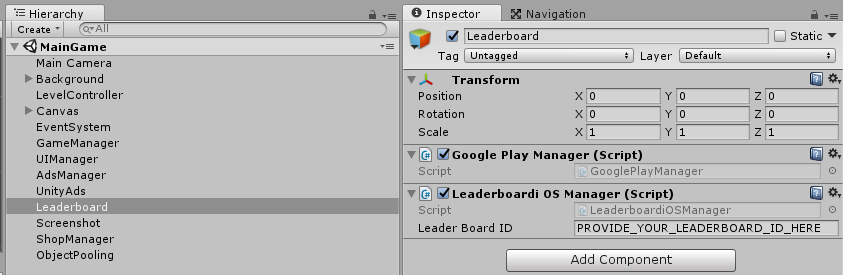 Hierarchy
Create
All
MainGame
Main Camera
Background
LevelController
Canvas
EventSystem
GameManager
UIManager
AdsManager
UnityAds
Leaderboard
Screenshot
ShopManager
ObjectPooling
Inspector
Navigation
Leaderboard
Static
Tag Untagged Layer Default
Transform
Position X 0 Y 0 Z 0
Rotation X 0 Y 0 Z 0
Scale X 1 Y 1 Z 1
Google Play Manager (Script)
Script GooglePlayManager
Leaderboardi OS Manager (Script)
Script LeaderboardiOSManager
Leader Board ID PROVIDE_YOUR_LEADERBOARD_ID_HERE
Add Component